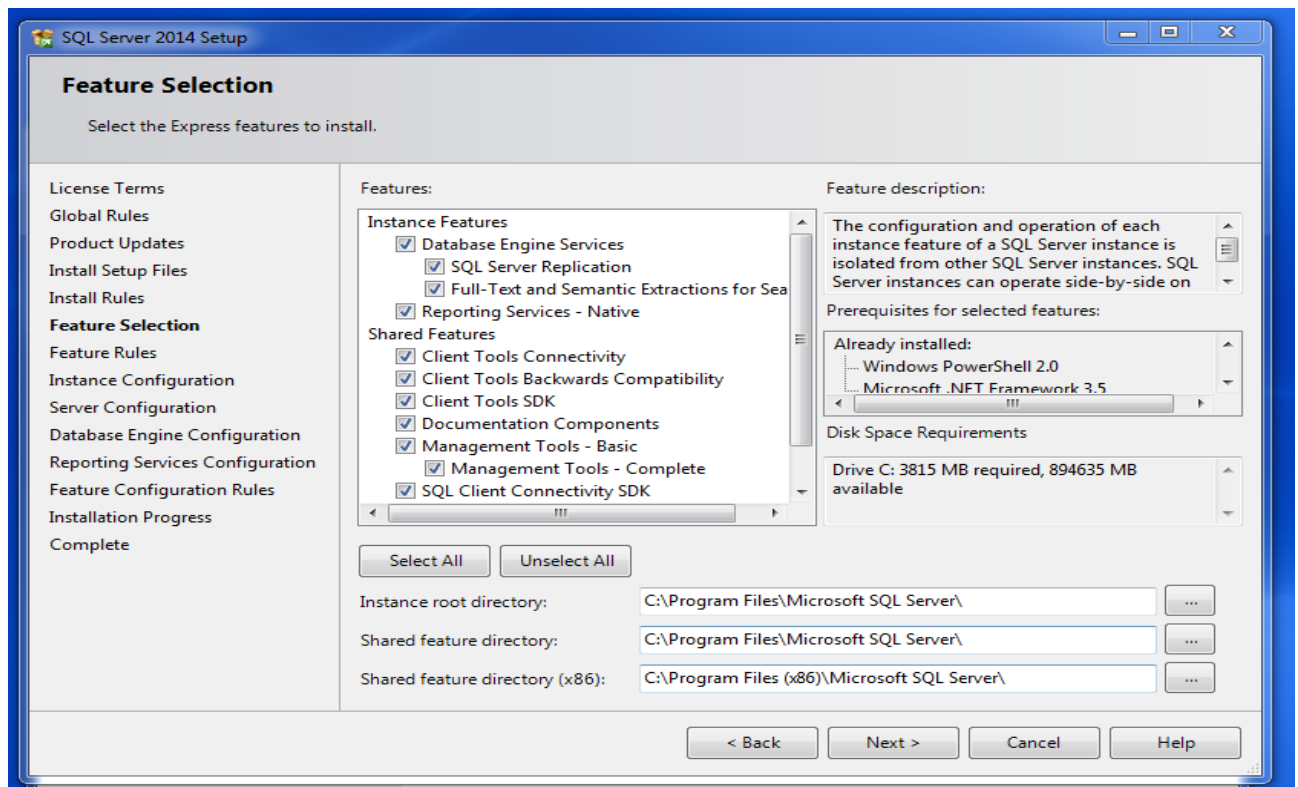 SQL Server 2014 Setup
Feature Selection
Select the Express features to install.
License Terms
Global Rules
Product Updates
Install Setup Files
Install Rules
Feature Selection
Feature Rules
Instance Configuration
Server Configuration
Database Engine Configuration
Reporting Services Configuration
Feature Configuration Rules
Installation Progress
Complete
Features:
Instance Features
Database Engine Services
SQL Server Replication
Full-Text and Semantic Extractions for Sea
Reporting Services - Native
Shared Features
Client Tools Connectivity
Client Tools Backwards Compatibility
Client Tools SDK
Documentation Components
Management Tools - Basic
Management Tools - Complete
SQL Client Connectivity SDK
Feature description:
The configuration and operation of each
instance feature of a SQL Server instance is
isolated from other SQL Server instances. SQL
Server instances can operate side-by-side on
Prerequisites for selected features:
Already installed:
Windows PowerShell 2.0
Microsoft .NET Framework 3.5
Disk Space Requirements
Drive C: 3815 MB required, 894635 MB
available
Select All
Unselect All
Instance root directory:
C:\Program Files\Microsoft SQL Server\
...
Shared feature directory:
C:\Program Files\Microsoft SQL Server\
...
Shared feature directory (x86):
C:\Program Files (x86)\Microsoft SQL Server\
...
< Back
Next >
Cancel
Help